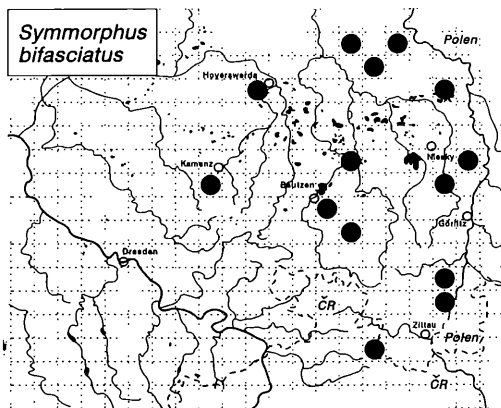 Symmorphus
bifasciatus
Polen
Hoyerswerda
Kamenz
Niesky
Bautzen
Görlitz
Dresden
ČR
Zittau
Polen
ČR